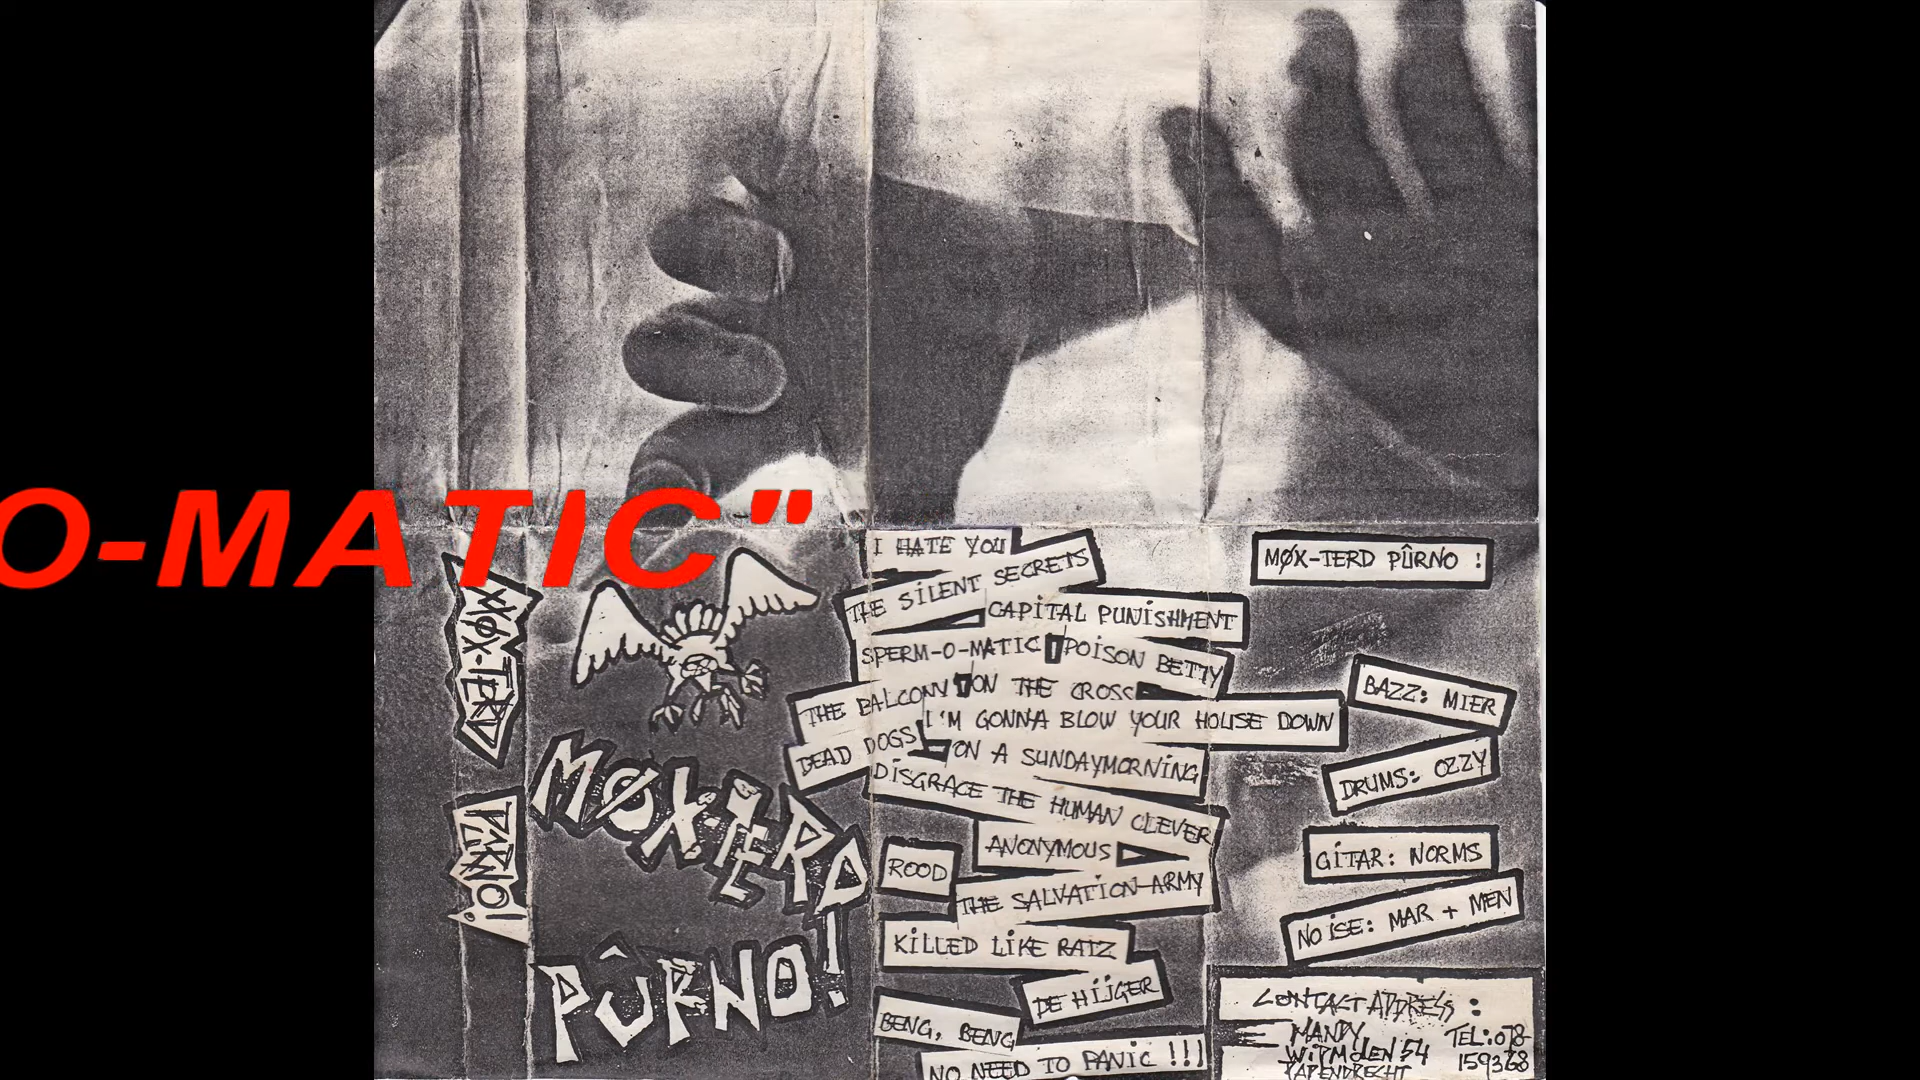 O-MATIC"
MØX-TERD
PÛRNO!
MØX-TERD
PÛRNO!
I HATE YOU
THE SILENT SECRETS
CAPITAL PUNISHMENT
SPERM-O-MATIC
POISON BETTY
THE BALCONY
ON THE CROSS
I'M GONNA BLOW YOUR HOUSE DOWN
DEAD DOGS
ON A SUNDAYMORNING
DISGRACE THE HUMAN CLEVER
ANONYMOUS
ROOD
THE SALVATION-ARMY
KILLED LIKE RATZ
DE HIJGER
BENG, BENG
NO NEED TO PANIC !!!
MØX-TERD PÛRNO :
BAZZ: MIER
DRUMS: OZZY
GITAR: NORMS
NOISE: MAR + MEN
CONTACT ADDRESS :
MANDY
WIPMOLEN 54
PAPENDRECHT
TEL: 078-
159368